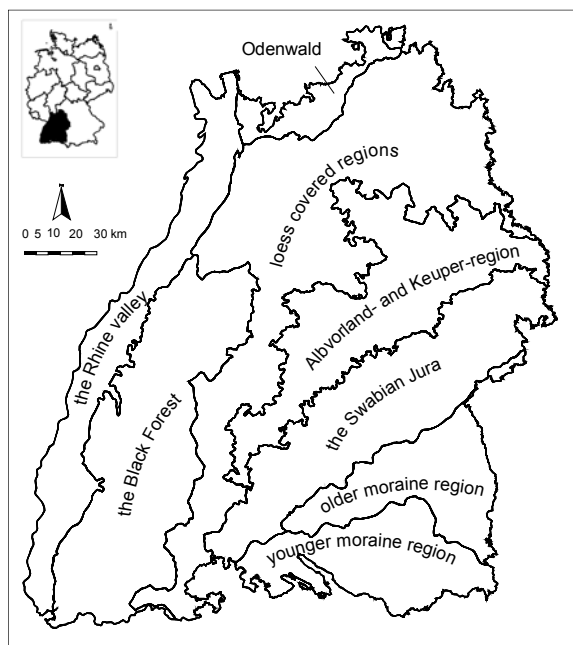 Odenwald
loess covered regions
0 5 10 20 30 km
Albvorland- and Keuper-region
the Rhine valley
the Swabian Jura
the Black Forest
older moraine region
younger moraine region